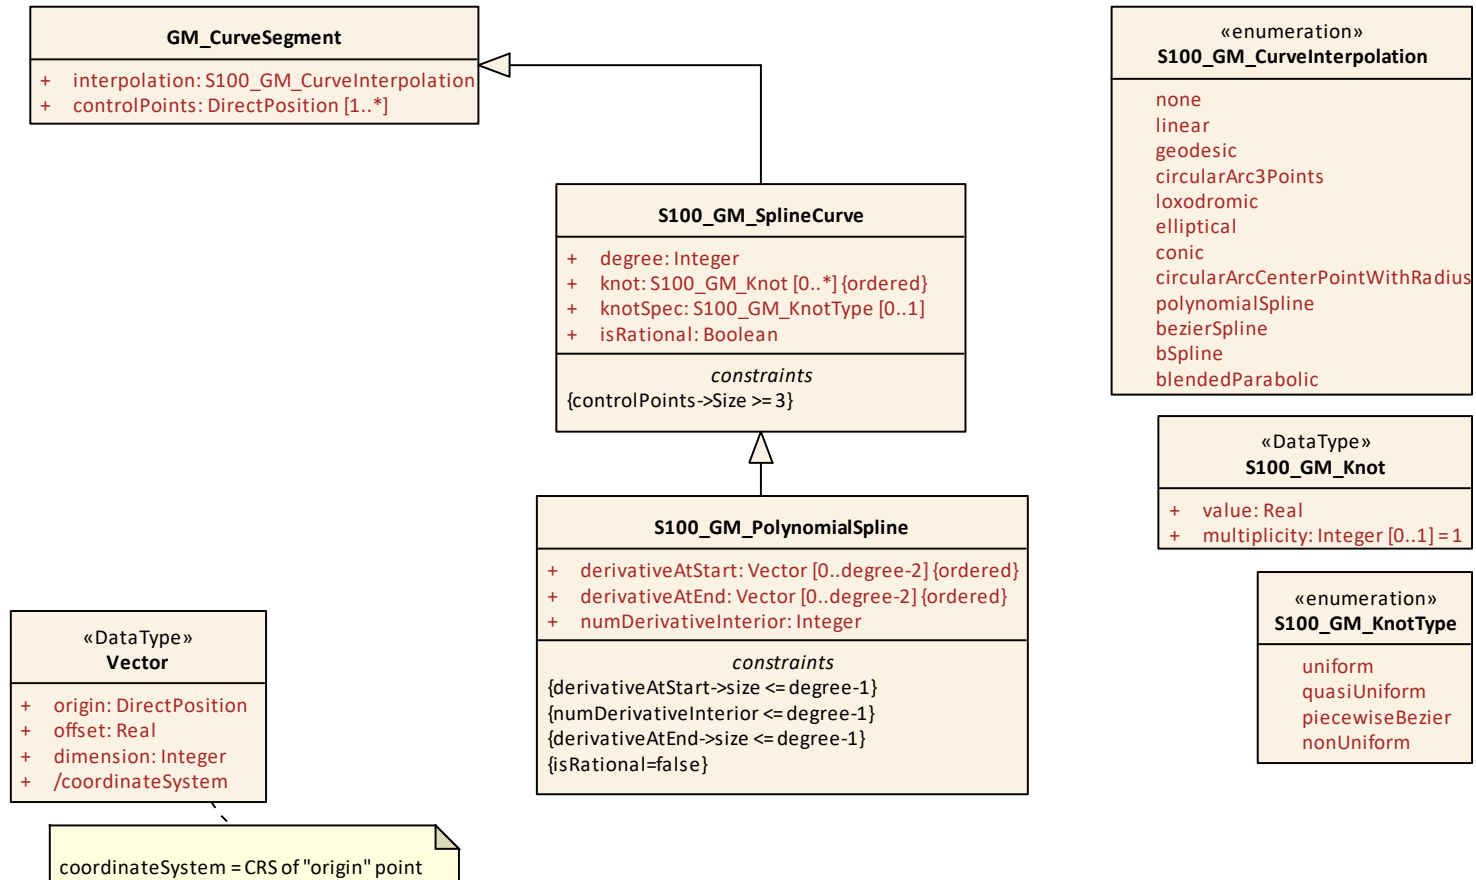 GM_CurveSegment
+ interpolation: S100_GM_CurveInterpolation
+ controlPoints: DirectPosition [1..*]
«enumeration»
S100_GM_CurveInterpolation
none
linear
geodesic
circularArc3Points
loxodromic
elliptical
conic
circularArcCenterPointWithRadius
polynomialSpline
bezierSpline
bSpline
blendedParabolic
S100_GM_SplineCurve
+ degree: Integer
+ knot: S100_GM_Knot [0..*] {ordered}
+ knotSpec: S100_GM_KnotType [0..1]
+ isRational: Boolean
constraints
{controlPoints->Size >= 3}
«DataType»
S100_GM_Knot
+ value: Real
+ multiplicity: Integer [0..1] = 1
S100_GM_PolynomialSpline
+ derivativeAtStart: Vector [0..degree-2] {ordered}
+ derivativeAtEnd: Vector [0..degree-2] {ordered}
+ numDerivativeInterior: Integer
constraints
{derivativeAtStart->size <= degree-1}
{numDerivativeInterior <= degree-1}
{derivativeAtEnd->size <= degree-1}
{isRational=false}
«enumeration»
S100_GM_KnotType
uniform
quasiUniform
piecewiseBezier
nonUniform
«DataType»
Vector
+ origin: DirectPosition
+ offset: Real
+ dimension: Integer
+ /coordinateSystem
coordinateSystem = CRS of "origin" point